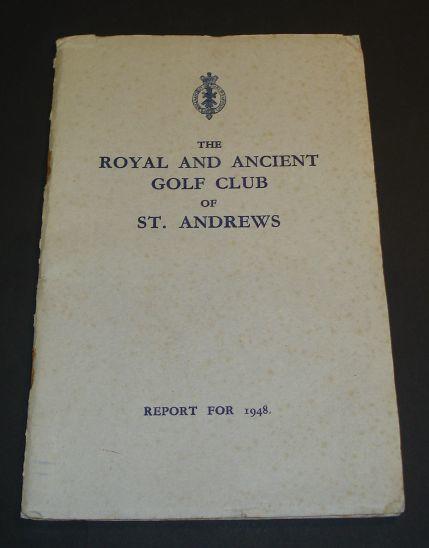 THE
ROYAL AND ANCIENT
GOLF CLUB
OF
ST. ANDREWS
REPORT FOR 1948.